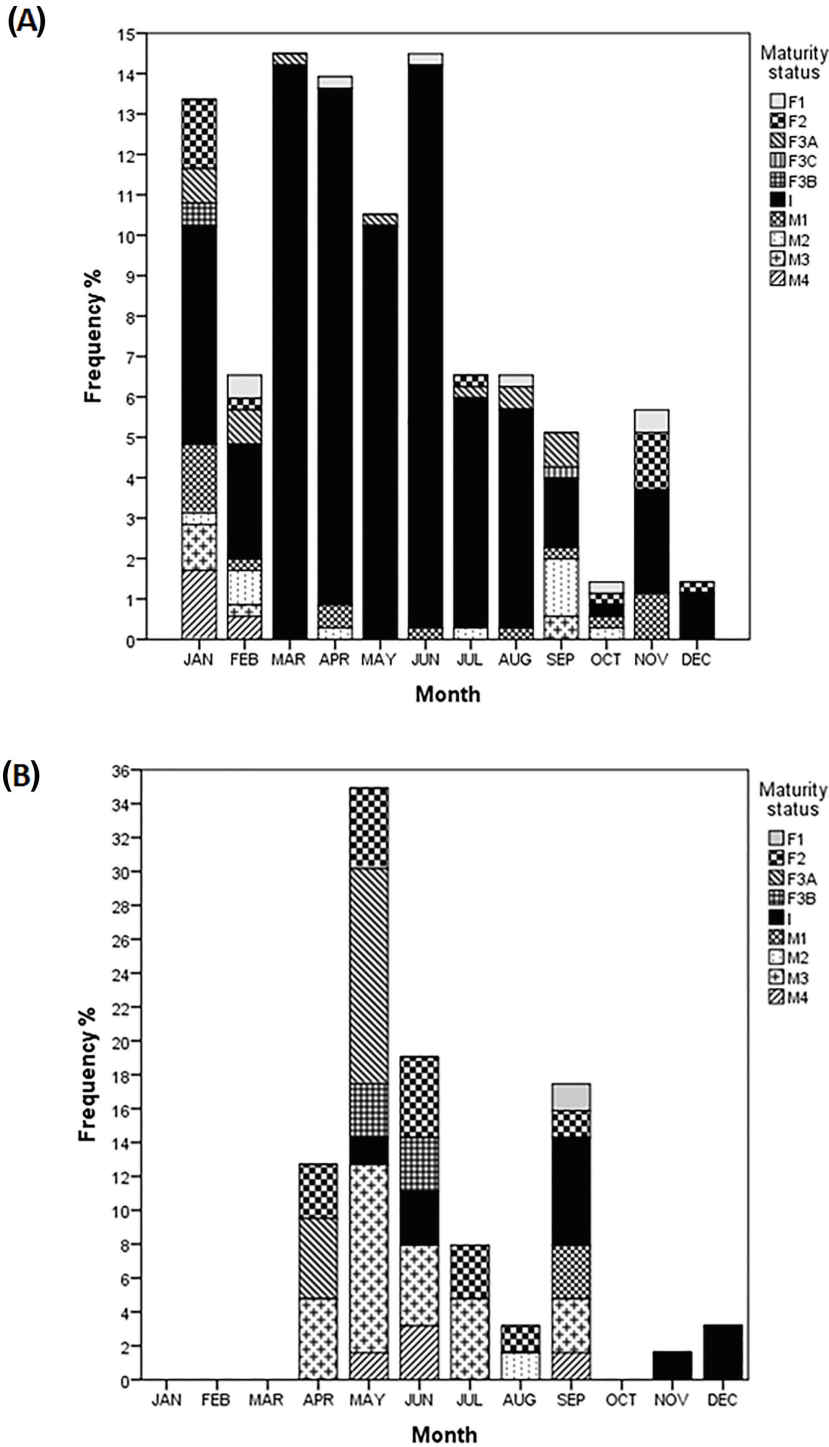 (A)
15
14
13
12
11
10
9
8
7
6
5
4
3
2
1
0
Frequency %
JAN FEB MAR APR MAY JUN JUL AUG SEP OCT NOV DEC
Month
Maturity
status
F1
F2
F3A
F3C
F3B
I
M1
M2
M3
M4
(B)
36
34
32
30
28
26
24
22
20
18
16
14
12
10
8
6
4
2
0
Frequency %
JAN FEB MAR APR MAY JUN JUL AUG SEP OCT NOV DEC
Month
Maturity
status
F1
F2
F3A
F3B
I
M1
M2
M3
M4